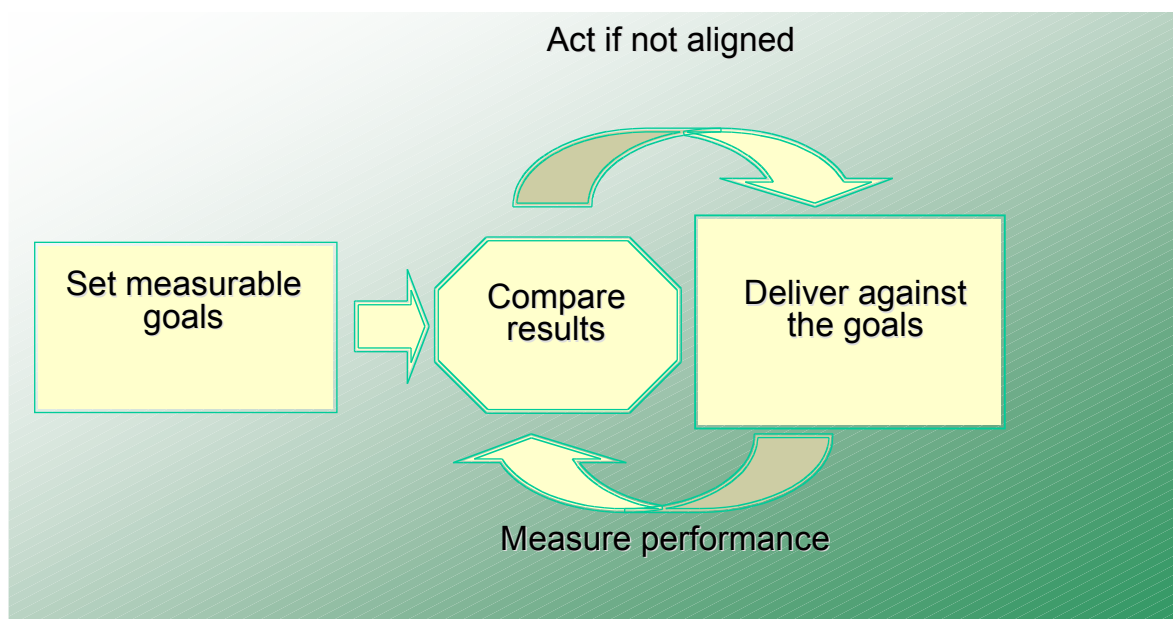 Act if not aligned
Set measurable
goals
Compare
results
Deliver against
the goals
Measure performance